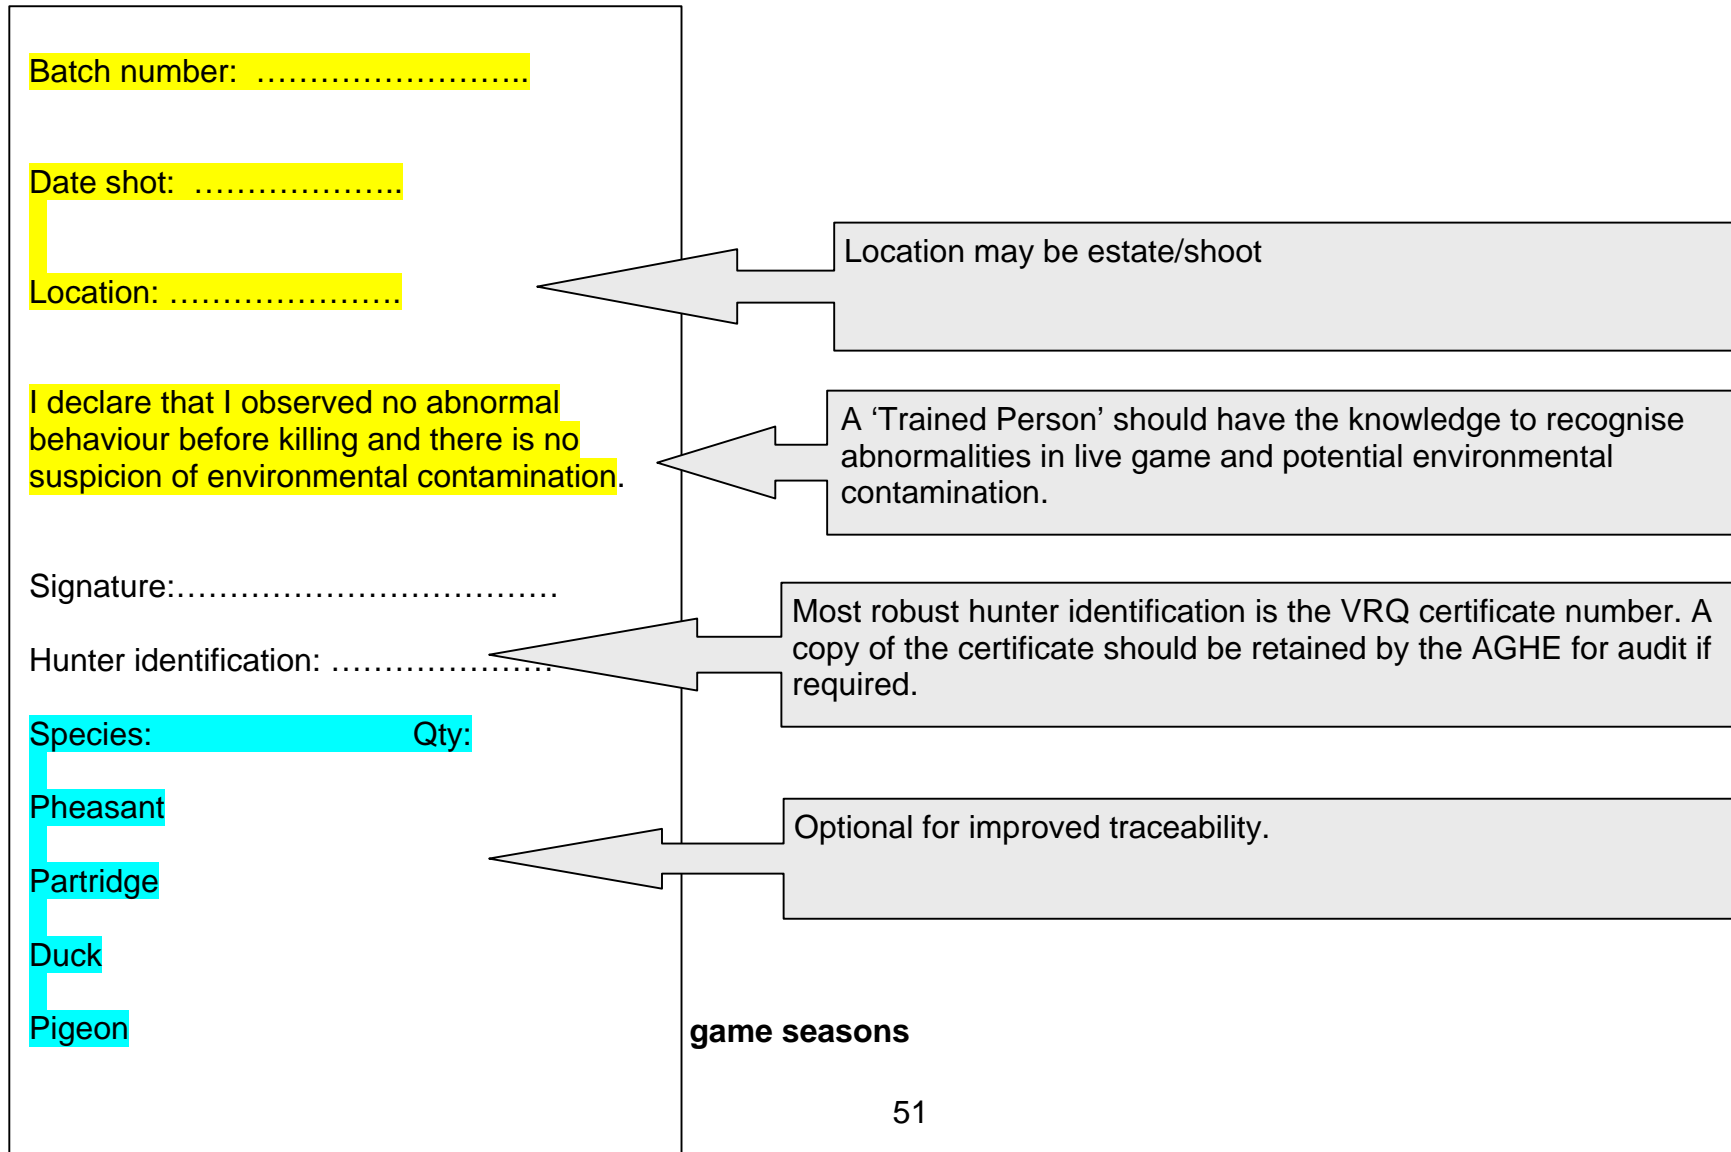 Batch number: ……………………..
Date shot: ………………..
Location: ………………….
Location may be estate/shoot
I declare that I observed no abnormal
behaviour before killing and there is no
suspicion of environmental contamination.
A ‘Trained Person’ should have the knowledge to recognise
abnormalities in live game and potential environmental
contamination.
Signature:………………………………
Hunter identification: ………………….
Most robust hunter identification is the VRQ certificate number. A
copy of the certificate should be retained by the AGHE for audit if
required.
Species: Qty:
Pheasant
Partridge
Duck
Pigeon
Optional for improved traceability.
game seasons
51